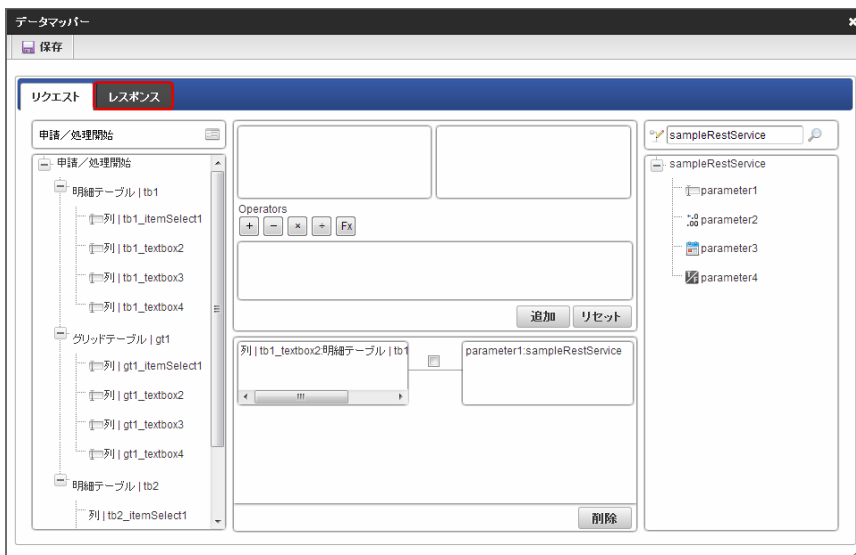 データマッパー
保存
リクエスト レスポンス
申請／処理開始
申請／処理開始
明細テーブル | tb1
列 | tb1_itemSelect1
列 | tb1_textbox2
列 | tb1_textbox3
列 | tb1_textbox4
グリッドテーブル | gt1
列 | gt1_itemSelect1
列 | gt1_textbox2
列 | gt1_textbox3
列 | gt1_textbox4
明細テーブル | tb2
列 | tb2_itemSelect1
Operators
+ − × ÷ Fx
追加 リセット
列 | tb1_textbox2:明細テーブル | tb1
parameter1:sampleRestService
削除
sampleRestService
sampleRestService
parameter1
parameter2
parameter3
parameter4